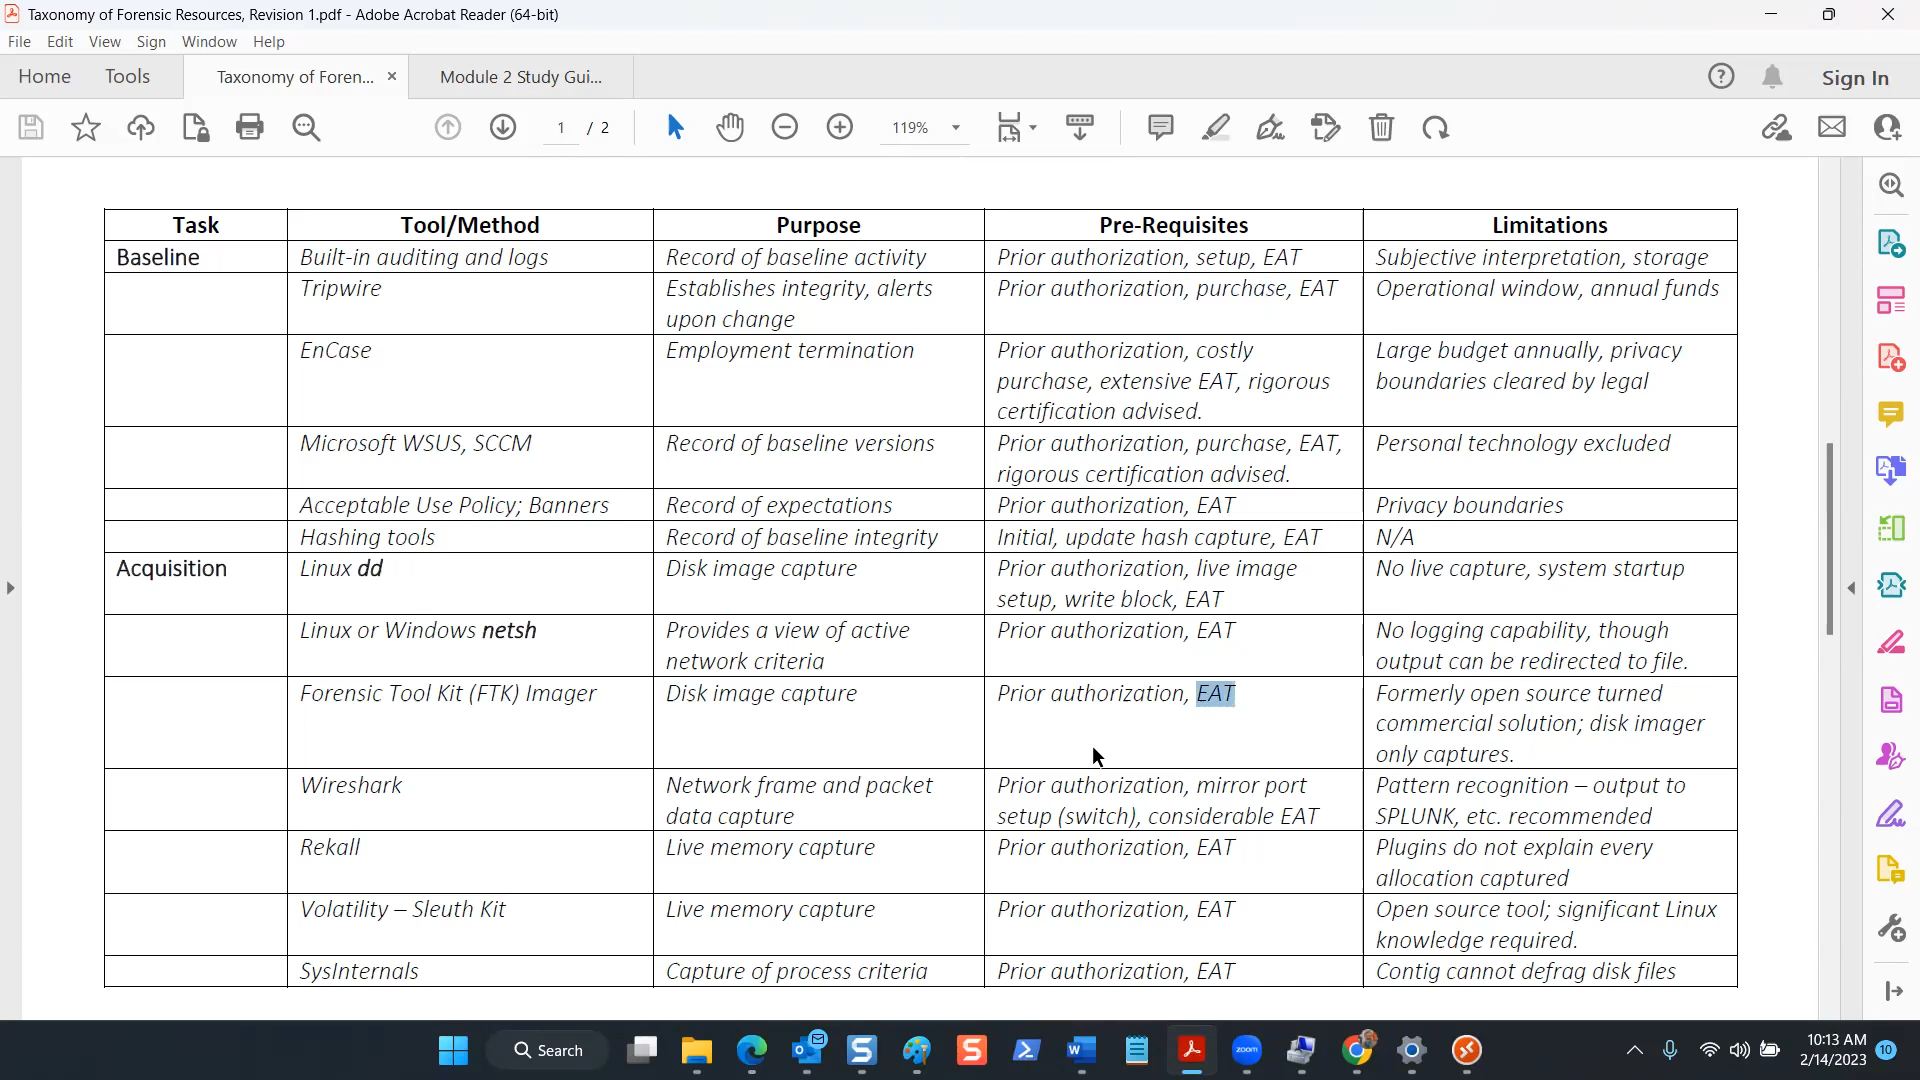 Taxonomy of Forensic Resources, Revision 1.pdf - Adobe Acrobat Reader (64-bit)
File Edit View Sign Window Help
Home Tools Taxonomy of Foren... × Module 2 Study Gui... Sign In
1 / 2 119%
Task Tool/Method Purpose Pre-Requisites Limitations
Baseline Built-in auditing and logs Record of baseline activity Prior authorization, setup, EAT Subjective interpretation, storage
Tripwire Establishes integrity, alerts Prior authorization, purchase, EAT Operational window, annual funds
upon change
EnCase Employment termination Prior authorization, costly Large budget annually, privacy
purchase, extensive EAT, rigorous boundaries cleared by legal
certification advised.
Microsoft WSUS, SCCM Record of baseline versions Prior authorization, purchase, EAT, Personal technology excluded
rigorous certification advised.
Acceptable Use Policy; Banners Record of expectations Prior authorization, EAT Privacy boundaries
Hashing tools Record of baseline integrity Initial, update hash capture, EAT N/A
Acquisition Linux dd Disk image capture Prior authorization, live image No live capture, system startup
setup, write block, EAT
Linux or Windows netsh Provides a view of active Prior authorization, EAT No logging capability, though
network criteria output can be redirected to file.
Forensic Tool Kit (FTK) Imager Disk image capture Prior authorization, EAT Formerly open source turned
commercial solution; disk imager
only captures.
Wireshark Network frame and packet Prior authorization, mirror port Pattern recognition – output to
data capture setup (switch), considerable EAT SPLUNK, etc. recommended
Rekall Live memory capture Prior authorization, EAT Plugins do not explain every
allocation captured
Volatility – Sleuth Kit Live memory capture Prior authorization, EAT Open source tool; significant Linux
knowledge required.
SysInternals Capture of process criteria Prior authorization, EAT Contig cannot defrag disk files
Search zoom 10:13 AM
2/14/2023 10